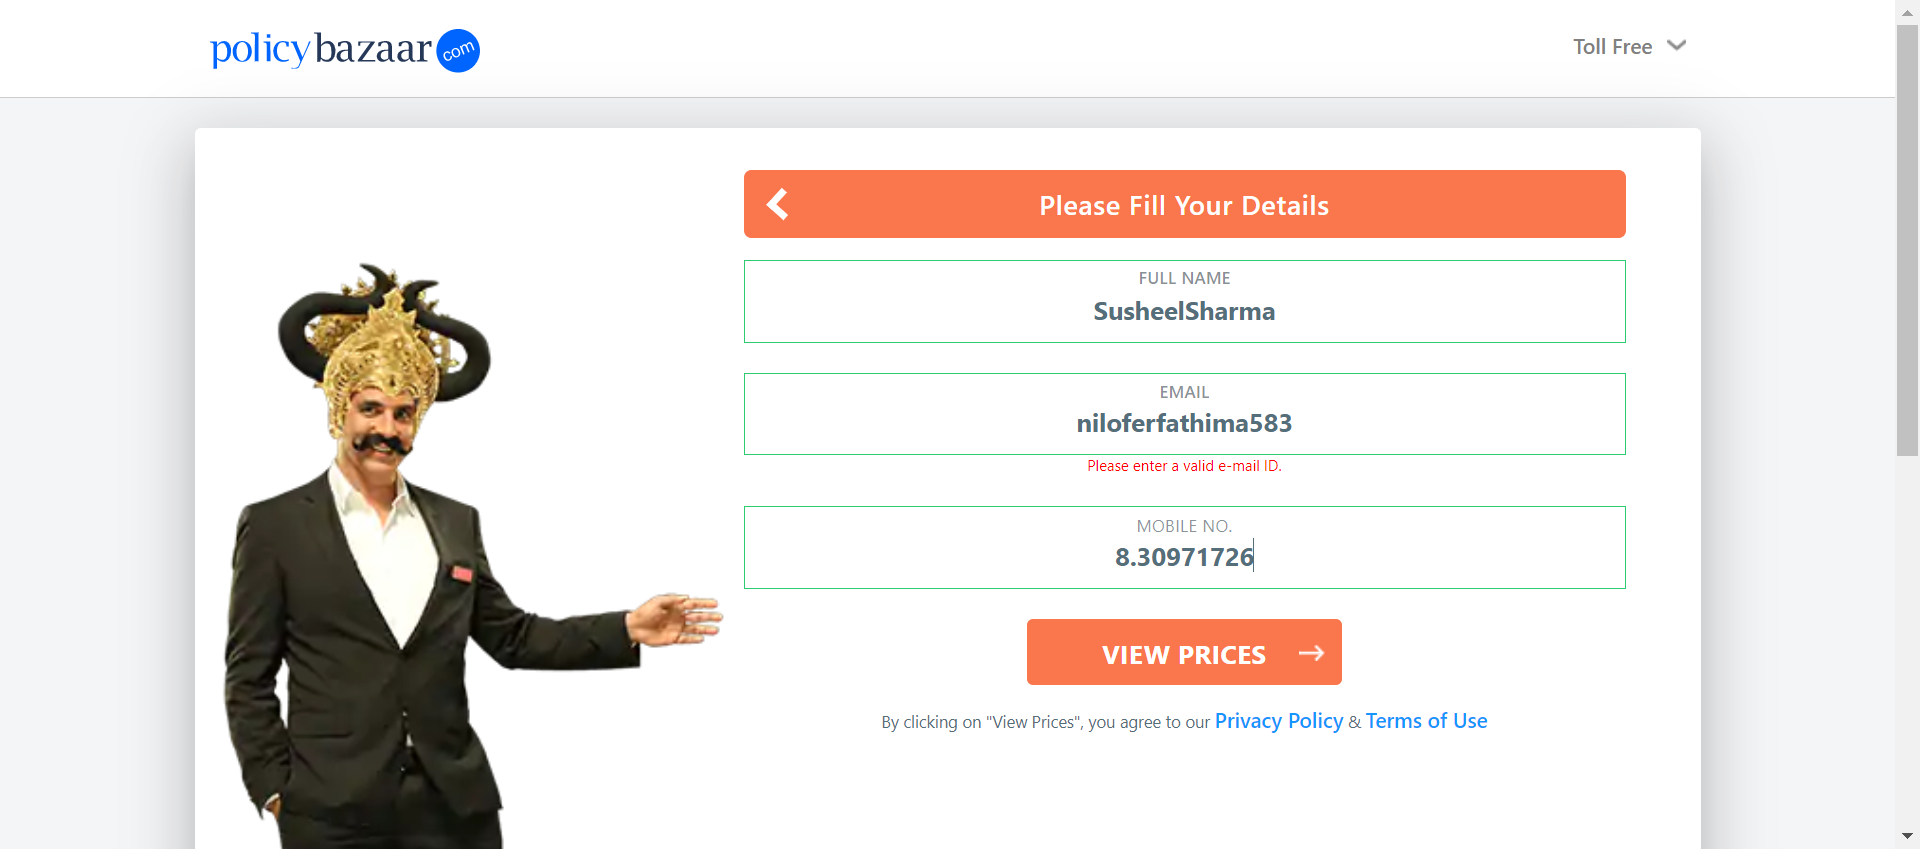 policybazaar com
Toll Free
Please Fill Your Details
FULL NAME
SusheelSharma
EMAIL
niloferfathima583
Please enter a valid e-mail ID.
MOBILE NO.
8.30971726
VIEW PRICES
By clicking on "View Prices", you agree to our Privacy Policy & Terms of Use